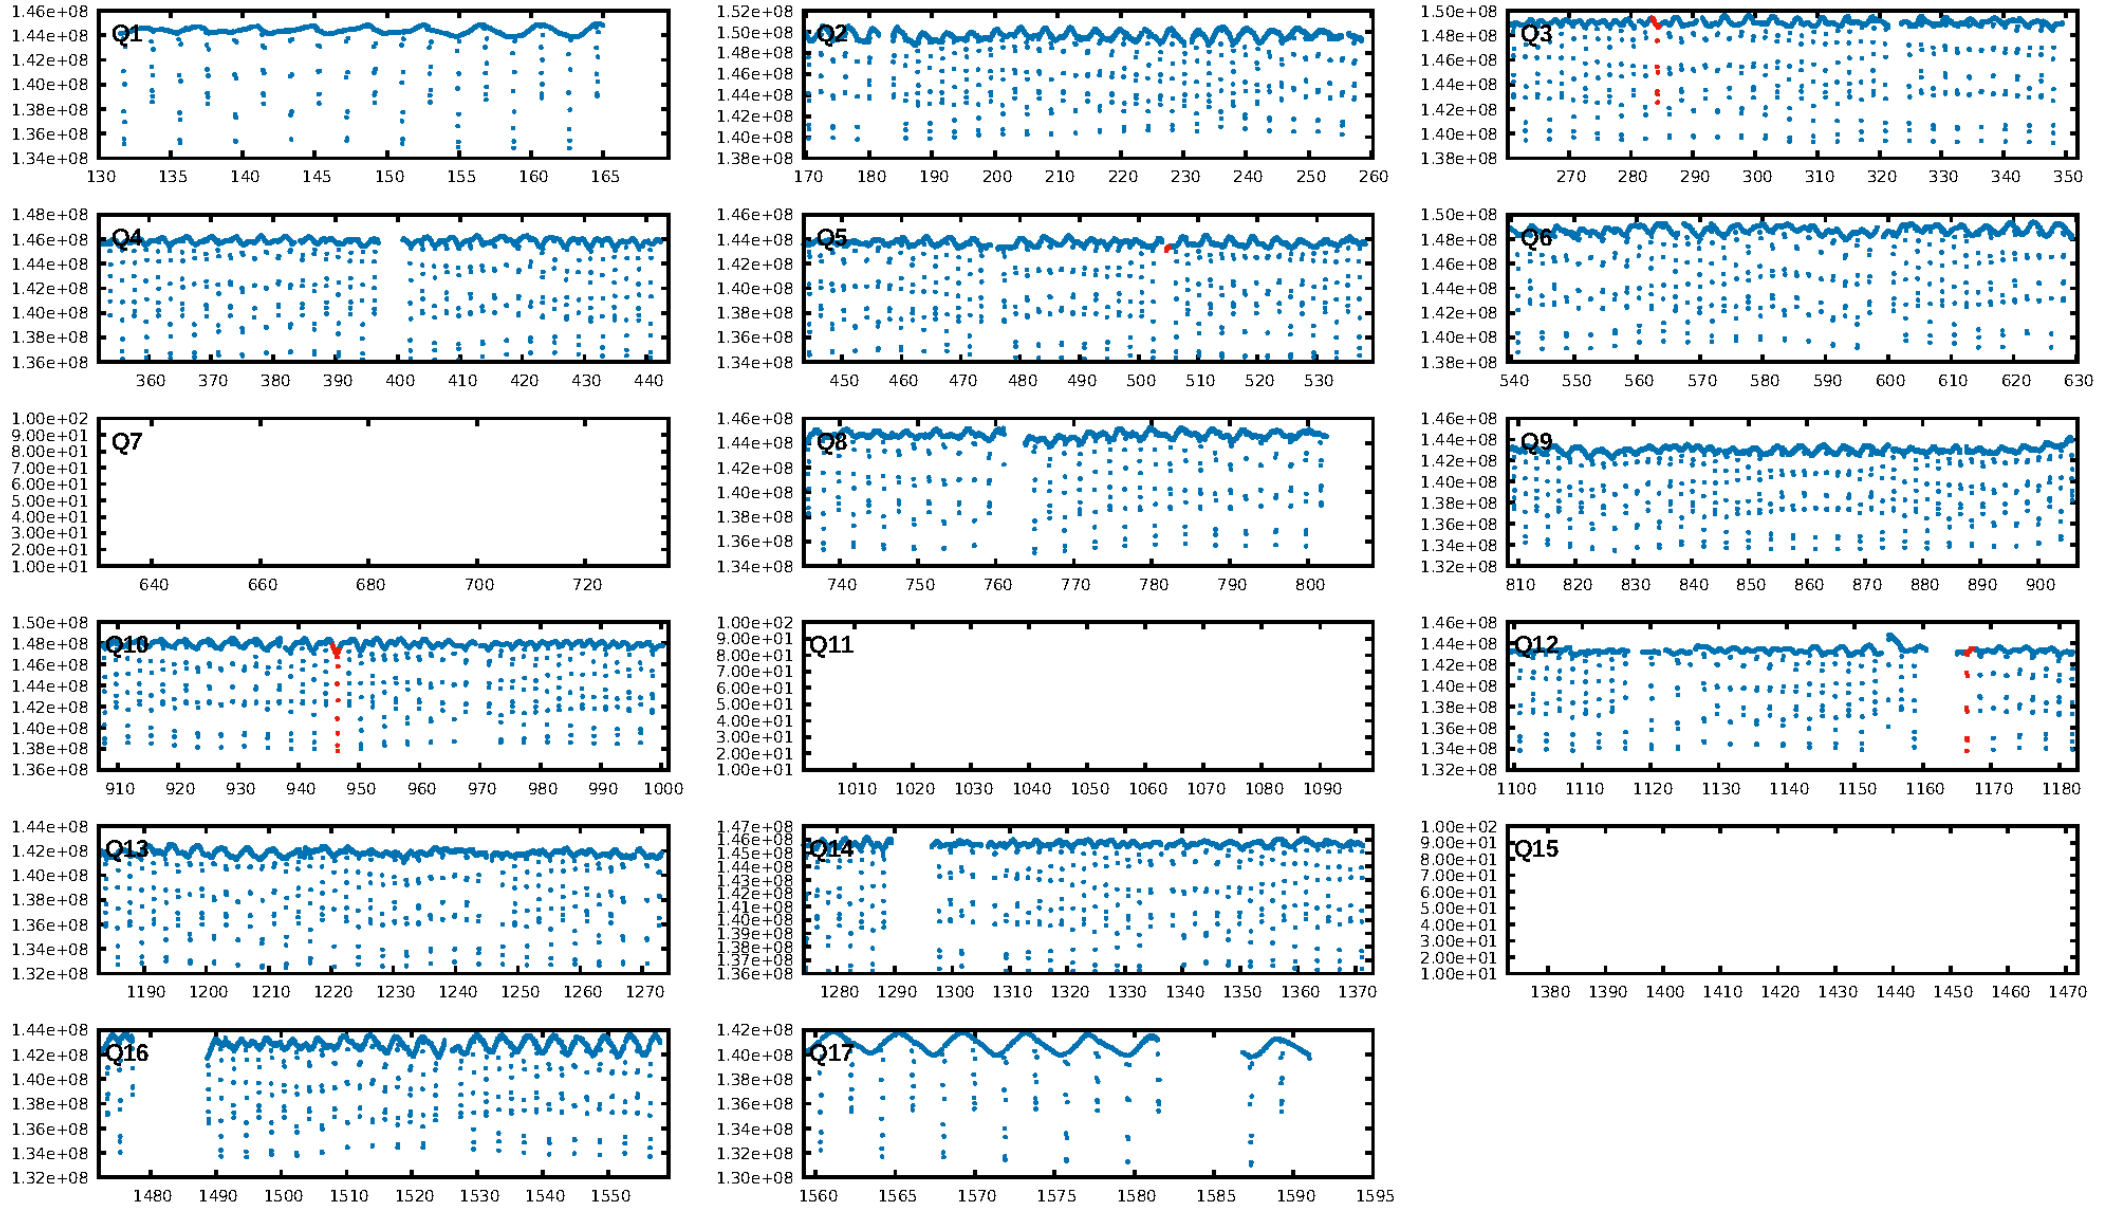 1.46e+08 1.44e+08 1.42e+08 1.40e+08 1.38e+08 1.36e+08 1.34e+08
Q1
130 135 140 145 150 155 160 165
1.52e+08 1.50e+08 1.48e+08 1.46e+08 1.44e+08 1.42e+08 1.40e+08 1.38e+08
Q2
170 180 190 200 210 220 230 240 250 260
1.50e+08 1.48e+08 1.46e+08 1.44e+08 1.42e+08 1.40e+08 1.38e+08
Q3
270 280 290 300 310 320 330 340 350
1.48e+08 1.46e+08 1.44e+08 1.42e+08 1.40e+08 1.38e+08 1.36e+08
Q4
360 370 380 390 400 410 420 430 440
1.46e+08 1.44e+08 1.42e+08 1.40e+08 1.38e+08 1.36e+08 1.34e+08
Q5
450 460 470 480 490 500 510 520 530
1.50e+08 1.48e+08 1.46e+08 1.44e+08 1.42e+08 1.40e+08 1.38e+08
Q6
540 550 560 570 580 590 600 610 620 630
1.00e+02 9.00e+01 8.00e+01 7.00e+01 6.00e+01 5.00e+01 4.00e+01 3.00e+01 2.00e+01 1.00e+01
Q7
640 660 680 700 720
1.46e+08 1.44e+08 1.42e+08 1.40e+08 1.38e+08 1.36e+08 1.34e+08
Q8
740 750 760 770 780 790 800
1.46e+08 1.44e+08 1.42e+08 1.40e+08 1.38e+08 1.36e+08 1.34e+08 1.32e+08
Q9
810 820 830 840 850 860 870 880 890 900
1.50e+08 1.48e+08 1.46e+08 1.44e+08 1.42e+08 1.40e+08 1.38e+08 1.36e+08
Q10
910 920 930 940 950 960 970 980 990 1000
1.00e+02 9.00e+01 8.00e+01 7.00e+01 6.00e+01 5.00e+01 4.00e+01 3.00e+01 2.00e+01 1.00e+01
Q11
1010 1020 1030 1040 1050 1060 1070 1080 1090
1.46e+08 1.44e+08 1.42e+08 1.40e+08 1.38e+08 1.36e+08 1.34e+08 1.32e+08
Q12
1100 1110 1120 1130 1140 1150 1160 1170 1180
1.44e+08 1.42e+08 1.40e+08 1.38e+08 1.36e+08 1.34e+08 1.32e+08
Q13
1190 1200 1210 1220 1230 1240 1250 1260 1270
1.47e+08 1.46e+08 1.45e+08 1.44e+08 1.43e+08 1.42e+08 1.41e+08 1.40e+08 1.39e+08 1.38e+08 1.37e+08 1.36e+08
Q14
1280 1290 1300 1310 1320 1330 1340 1350 1360 1370
1.00e+02 9.00e+01 8.00e+01 7.00e+01 6.00e+01 5.00e+01 4.00e+01 3.00e+01 2.00e+01 1.00e+01
Q15
1380 1390 1400 1410 1420 1430 1440 1450 1460 1470
1.44e+08 1.42e+08 1.40e+08 1.38e+08 1.36e+08 1.34e+08 1.32e+08
Q16
1480 1490 1500 1510 1520 1530 1540 1550
1.42e+08 1.40e+08 1.38e+08 1.36e+08 1.34e+08 1.32e+08 1.30e+08
Q17
1560 1565 1570 1575 1580 1585 1590 1595